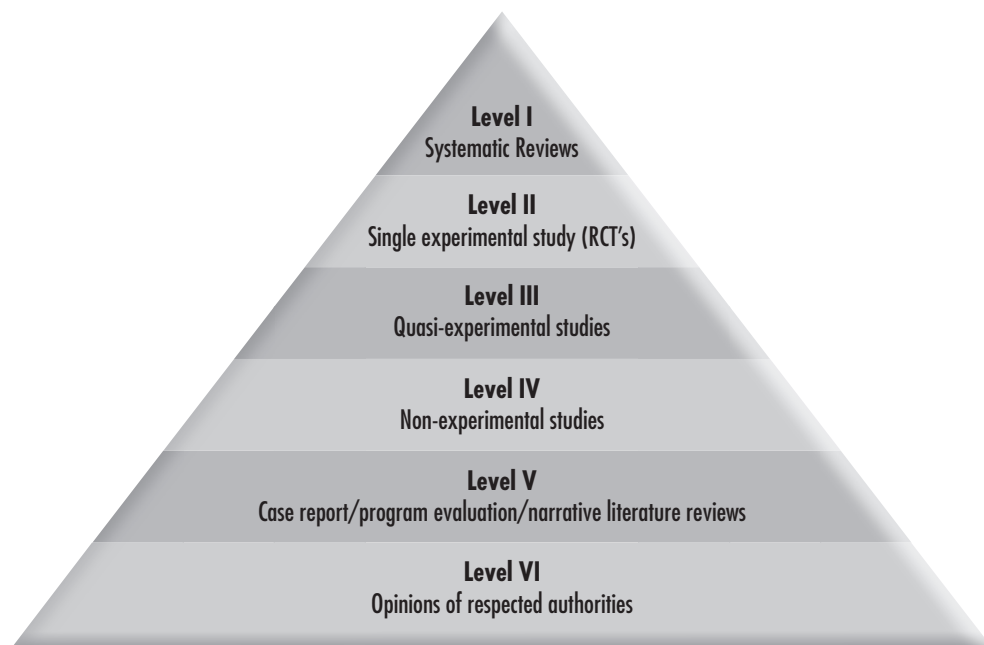 Level I
Systematic Reviews
Level II
Single experimental study (RCT's)
Level III
Quasi-experimental studies
Level IV
Non-experimental studies
Level V
Case report/program evaluation/narrative literature reviews
Level VI
Opinions of respected authorities